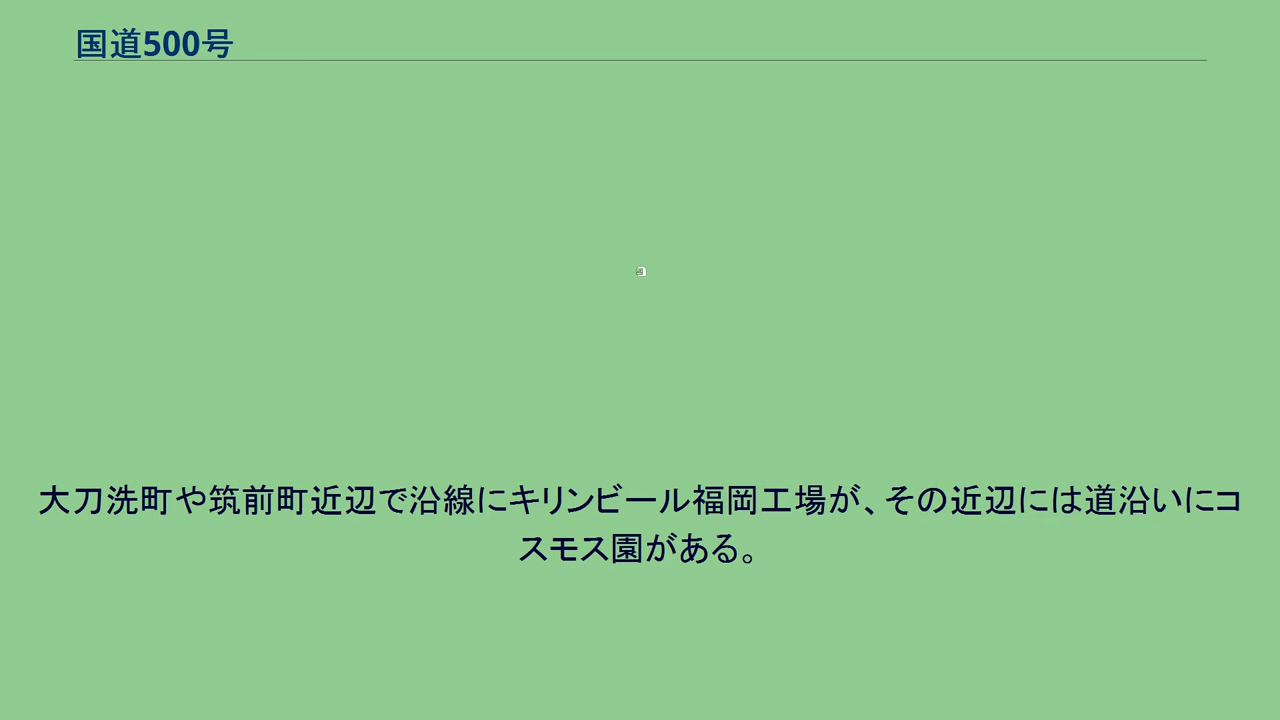 国道500号
大刀洗町や筑前町近辺で沿線にキリンビール福岡工場が、その近辺には道沿いにコ
スモス園がある。